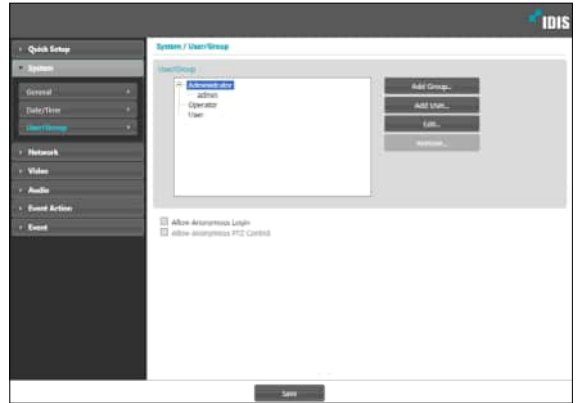 IDIS
Quick Setup
System / User/Group
System
User/Group
General
Date/Time
User/Group
Administrator
admin
Operator
User
Add Group...
Add User...
Edit...
Remove...
Network
Video
Audio
Event Action
Event
Allow Anonymous Login
Allow Anonymous PTZ Control
Save